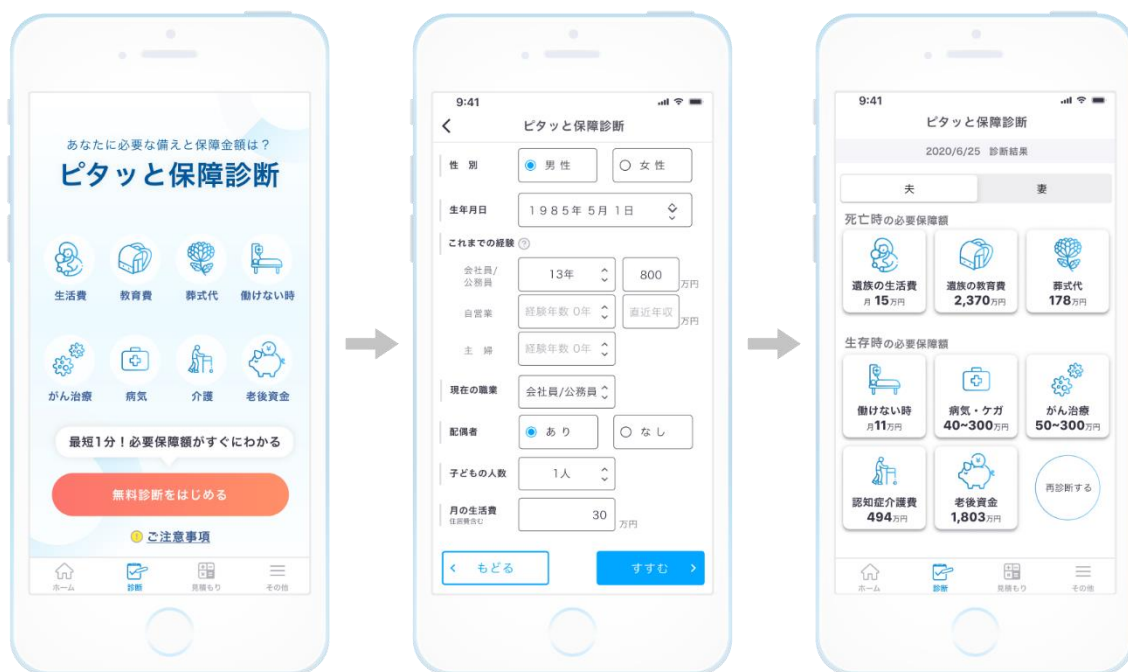 あなたに必要な備えと保障金額は？
ピタッと保障診断
生活費 教育費 葬式代 働けない時
がん治療 病気 介護 老後資金
最短1分！必要保障額がすぐにわかる
無料診断をはじめる
ご注意事項
ホーム 診断 見積もり その他
9:41
ピタッと保障診断
性 別 男 性 女 性
生年月日 1985年 5月 1日
これまでの経験 ?
会社員/
公務員 13年 800 万円
自営業 経験年数 0年 直近年収 万円
主 婦 経験年数 0年
現在の職業 会社員/公務員
配偶者 あ り な し
子どもの人数 1人
月の生活費 30 万円
住居費含む
もどる すすむ
9:41
ピタッと保障診断
2020/6/25 診断結果
夫 妻
死亡時の必要保障額
遺族の生活費 遺族の教育費 葬式代
月 15万円 2,370万円 178万円
生存時の必要保障額
働けない時 病気・ケガ がん治療
月11万円 40~300万円 50~300万円
認知症介護費 老後資金 再診断する
494万円 1,803万円
ホーム 診断 見積もり その他